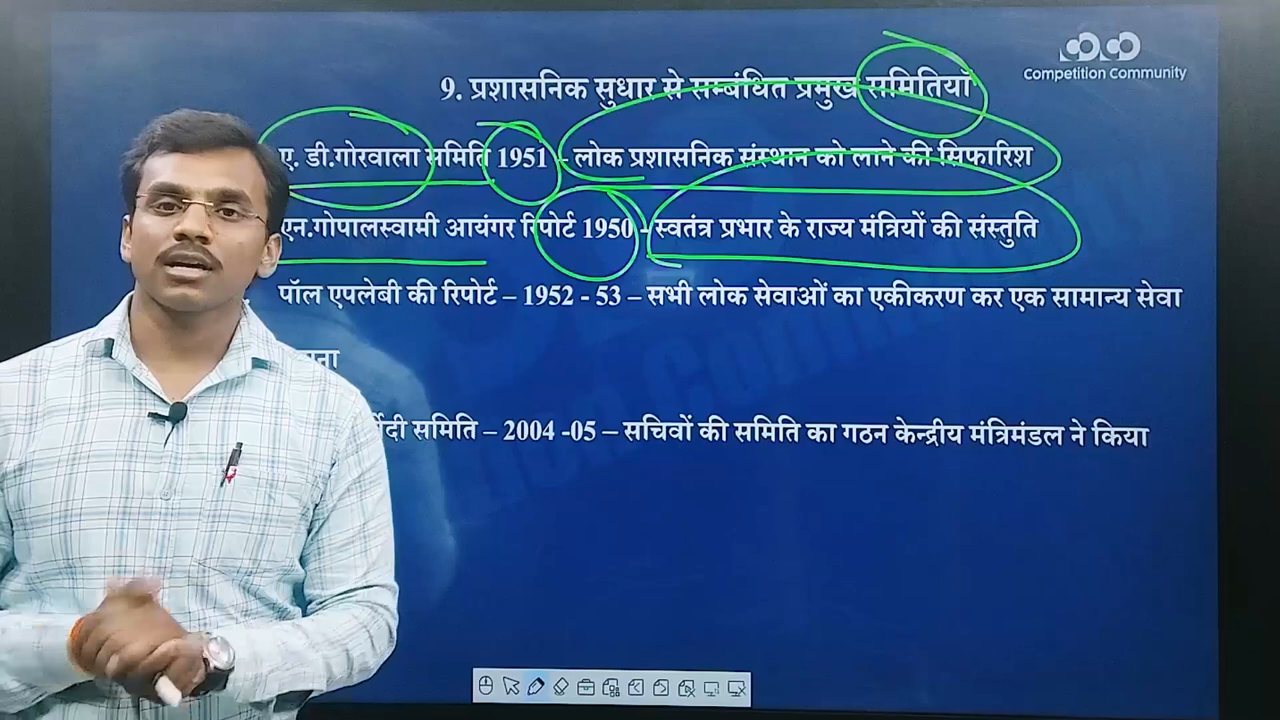 Competition Community
9. प्रशासनिक सुधार से सम्बंधित प्रमुख समितियाँ
ए. डी.गोरवाला समिति 1951 - लोक प्रशासनिक संस्थान को लाने की सिफारिश
एन.गोपालस्वामी आयंगर रिपोर्ट 1950 - स्वतंत्र प्रभार के राज्य मंत्रियों की संस्तुति
पॉल एपलेबी की रिपोर्ट – 1952 - 53 – सभी लोक सेवाओं का एकीकरण कर एक सामान्य सेवा
समिति – 2004 -05 – सचिवों की समिति का गठन केन्द्रीय मंत्रिमंडल ने किया